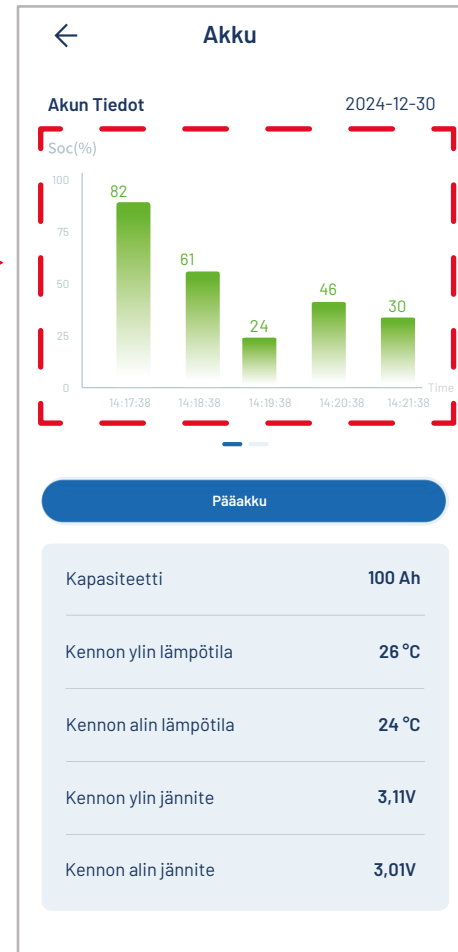 Akku
Akun Tiedot 2024-12-30
Soc(%)
100
82
75
61
50
46
30
24
25
0
Time
14:17:38 14:18:38 14:19:38 14:20:38 14:21:38
Pääakku
Kapasiteetti 100 Ah
Kennon ylin lämpötila 26 °C
Kennon alin lämpötila 24 °C
Kennon ylin jännite 3,11V
Kennon alin jännite 3,01V